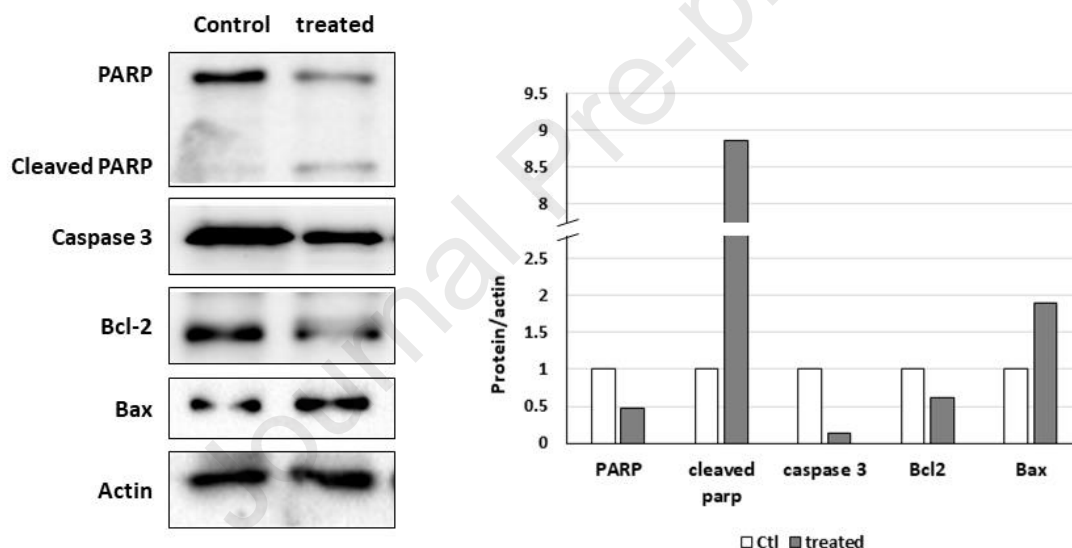 Control treated
PARP
Cleaved PARP
Caspase 3
Bcl-2
Bax
Actin
Journal Pre-p
9.5
9
8.5
8
2.5
2
1.5
1
0.5
0
Protein/actin
PARP
cleaved
parp
caspase 3
Bcl2
Bax
Ctl treated